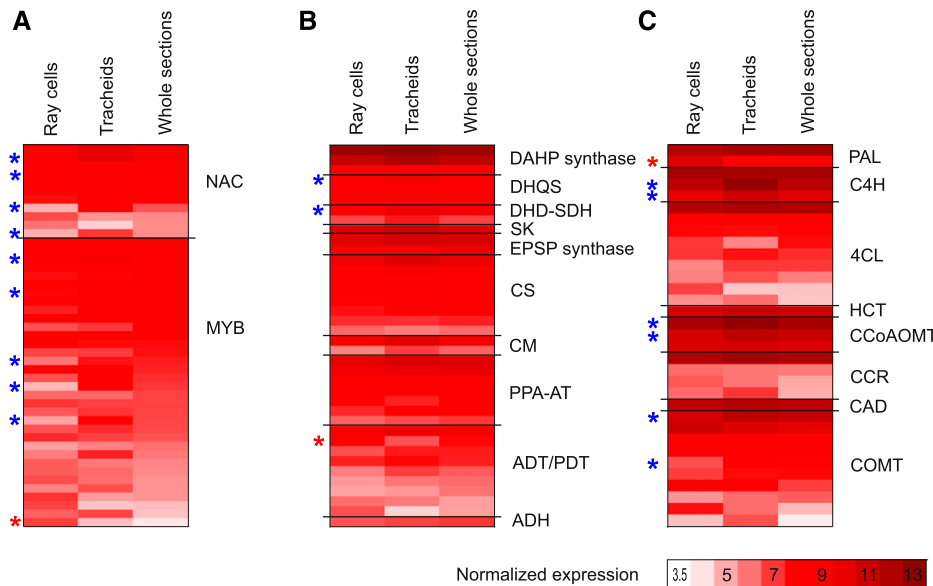 A
B
C
Ray cells
Tracheids
Whole sections
Ray cells
Tracheids
Whole sections
Ray cells
Tracheids
Whole sections
*
*
*
*
*
*
*
*
*
*
NAC
MYB
*
*
*
DAHP synthase
DHQS
DHD-SDH
SK
EPSP synthase
CS
CM
PPA-AT
ADT/PDT
ADH
*
*
*
*
*
*
*
PAL
C4H
4CL
HCT
CCoAOMT
CCR
CAD
COMT
Normalized expression
3.5 5 7 9 11 13